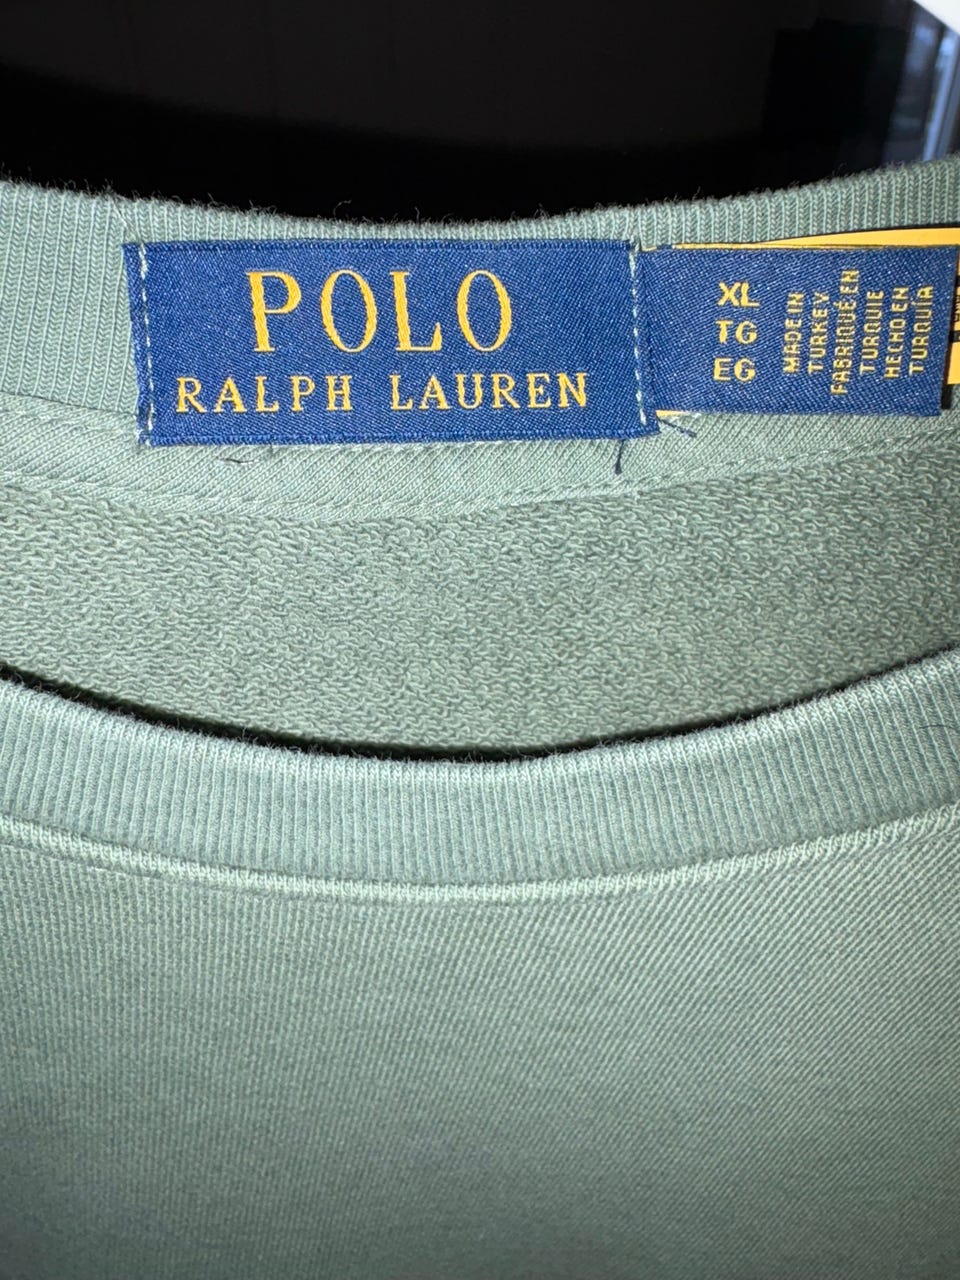 POLO
RALPH LAUREN
XL
TG
EG
MADE IN
TURKEY
FABRIQUÉ EN
TURQUIE
HECHO EN
TURQUÍA